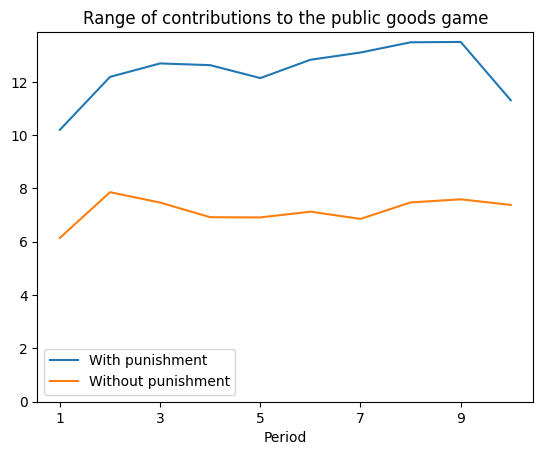 Range of contributions to the public goods game
12
10
8
6
4
2
0
With punishment
Without punishment
1 3 5 7 9
Period